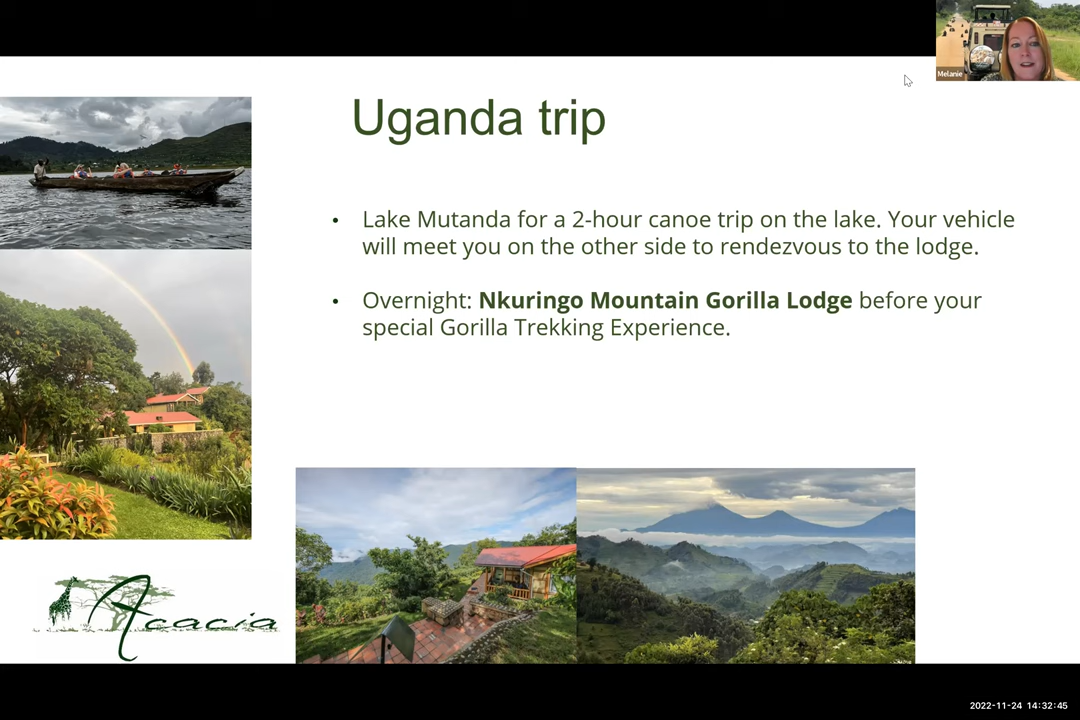 Melanie
Uganda trip
• Lake Mutanda for a 2-hour canoe trip on the lake. Your vehicle
will meet you on the other side to rendezvous to the lodge.
• Overnight: Nkuringo Mountain Gorilla Lodge before your
special Gorilla Trekking Experience.
Acacia
2022-11-24 14:32:45